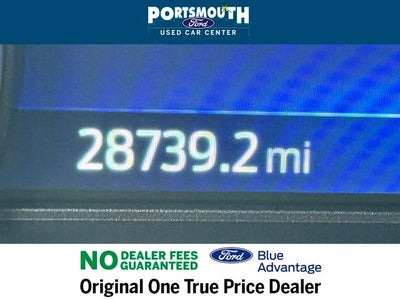 PORTSMOUTH
Ford
USED CAR CENTER
28739.2 mi
NO DEALER FEES GUARANTEED
Ford Blue Advantage
Original One True Price Dealer